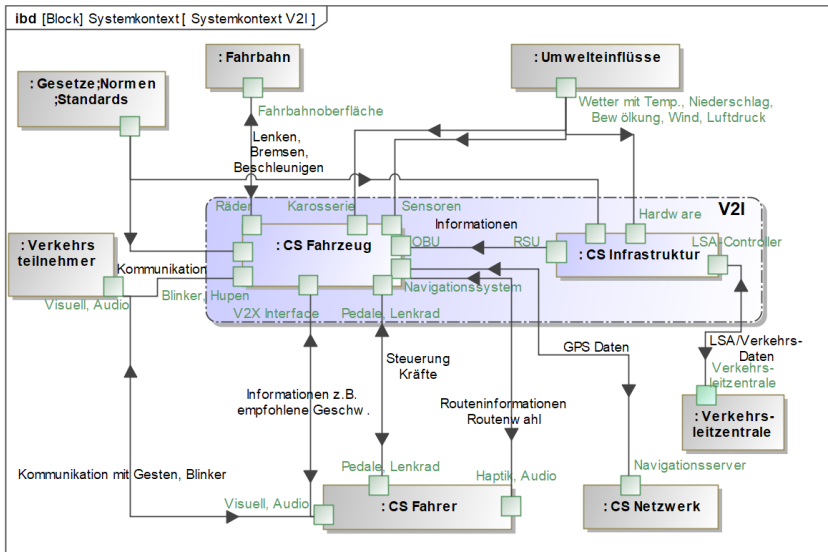 ibd [Block] Systemkontext [ Systemkontext V2I ]
: Fahrbahn
: Umwelteinflüsse
: Gesetze;Normen
;Standards
Fahrbahnoberfläche
Wetter mit Temp., Niederschlag,
Bew ölkung, Wind, Luftdruck
Lenken,
Bremsen,
Beschleunigen
V2I
Räder
Karosserie
Sensoren
Hardware
Informationen
: Verkehrs
teilnehmer
Kommunikation
: CS Fahrzeug
OBU
RSU
: CS Infrastruktur
LSA-Controller
Visuell, Audio
Blinker, Hupen
Navigationssystem
V2X Interface
Pedale, Lenkrad
GPS Daten
LSA/Verkehrs-
Daten
Steuerung
Kräfte
Verkehrs-
leitzentrale
Informationen z.B.
empfohlene Geschw .
Routeninformationen
Routenw ahl
: Verkehrs-
leitzentrale
Kommunikation mit Gesten, Blinker
Pedale, Lenkrad
Haptik, Audio
Navigationsserver
Visuell, Audio
: CS Fahrer
: CS Netzwerk